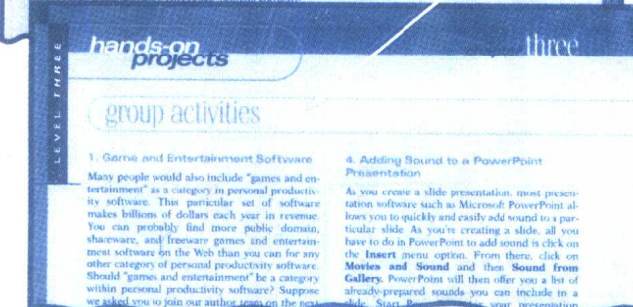 hands-on
projects
three
LEVEL THREE
group activities
1. Game and Entertainment Software
Many people would also include "games and en-
tertainment" as a category in personal productiv-
ity software. This particular set of software
makes billions of dollars each year in revenue.
You can probably find more public domain,
shareware, and freeware games and entertain-
ment software on the Web than you can for any
other category of personal productivity software.
Should "games and entertainment" be a category
within personal productivity software? Suppose
we asked you to join our author team on the next
4. Adding Sound to a PowerPoint
Presentation
As you create a slide presentation, most presen-
tation software such as Microsoft PowerPoint al-
lows you to quickly and easily add sound to a par-
ticular slide As you're creating a slide, all you
have to do in PowerPoint to add sound is click on
the Insert menu option. From there, click on
Movies and Sound and then Sound from
Gallery. PowerPoint will then offer you a list of
already-prepared sounds you can include in a
slide. Start PowerPoint, your presentation